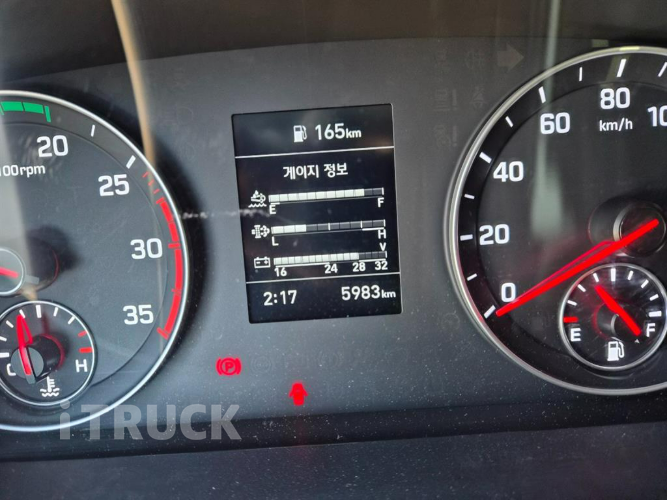 165km
게이지 정보
E F
L H
V
16 24 28 32
2:17 5983km
20
100rpm
25
30
35
C H
0
20
40
60
80
100
km/h
E F
P
iTRUCK